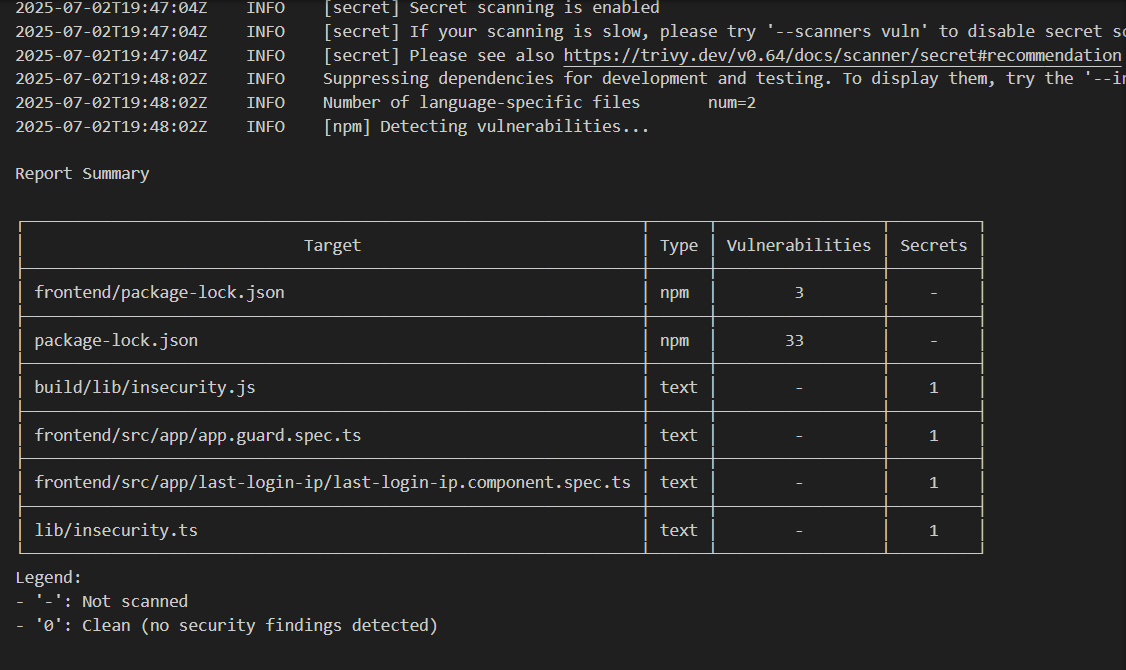 2025-07-02T19:47:04Z INFO [secret] Secret scanning is enabled
2025-07-02T19:47:04Z INFO [secret] If your scanning is slow, please try '--scanners vuln' to disable secret sc
2025-07-02T19:47:04Z INFO [secret] Please see also https://trivy.dev/v0.64/docs/scanner/secret#recommendation
2025-07-02T19:48:02Z INFO Suppressing dependencies for development and testing. To display them, try the '--in
2025-07-02T19:48:02Z INFO Number of language-specific files num=2
2025-07-02T19:48:02Z INFO [npm] Detecting vulnerabilities...
Report Summary
Target Type Vulnerabilities Secrets
frontend/package-lock.json npm 3 -
package-lock.json npm 33 -
build/lib/insecurity.js text - 1
frontend/src/app/app.guard.spec.ts text - 1
frontend/src/app/last-login-ip/last-login-ip.component.spec.ts text - 1
lib/insecurity.ts text - 1
Legend:
- '-': Not scanned
- '0': Clean (no security findings detected)